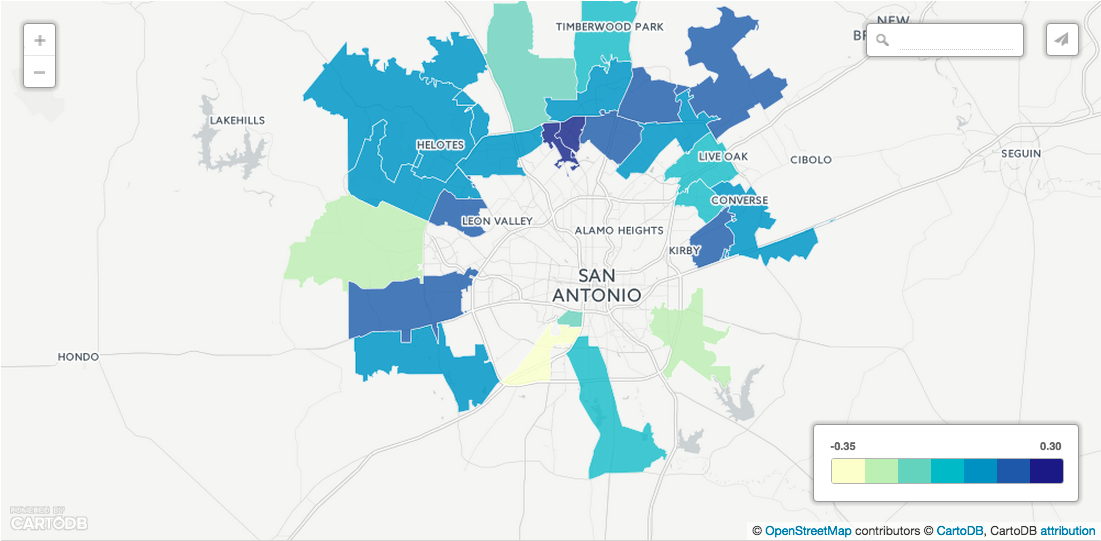 +
−
TIMBERWOOD PARK
NEW
BR
LAKEHILLS
HELOTES
LIVE OAK
CIBOLO
SEGUIN
CONVERSE
LEON VALLEY
ALAMO HEIGHTS
KIRBY
SAN
ANTONIO
HONDO
-0.35 0.30
POWERED BY
CARTODB
© OpenStreetMap contributors © CartoDB, CartoDB attribution